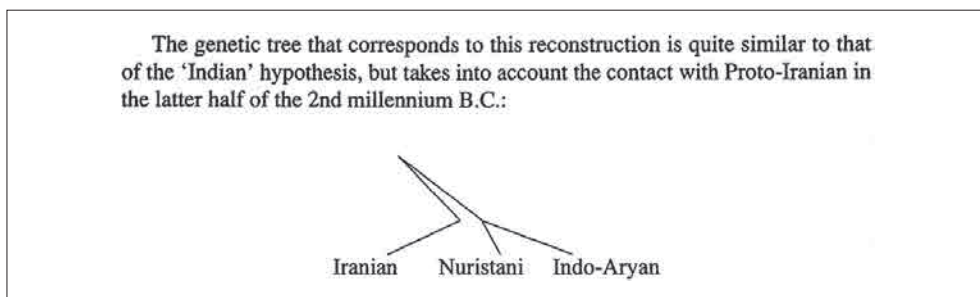 The genetic tree that corresponds to this reconstruction is quite similar to that
of the ‘Indian’ hypothesis, but takes into account the contact with Proto-Iranian in
the latter half of the 2nd millennium B.C.:
Iranian Nuristani Indo-Aryan